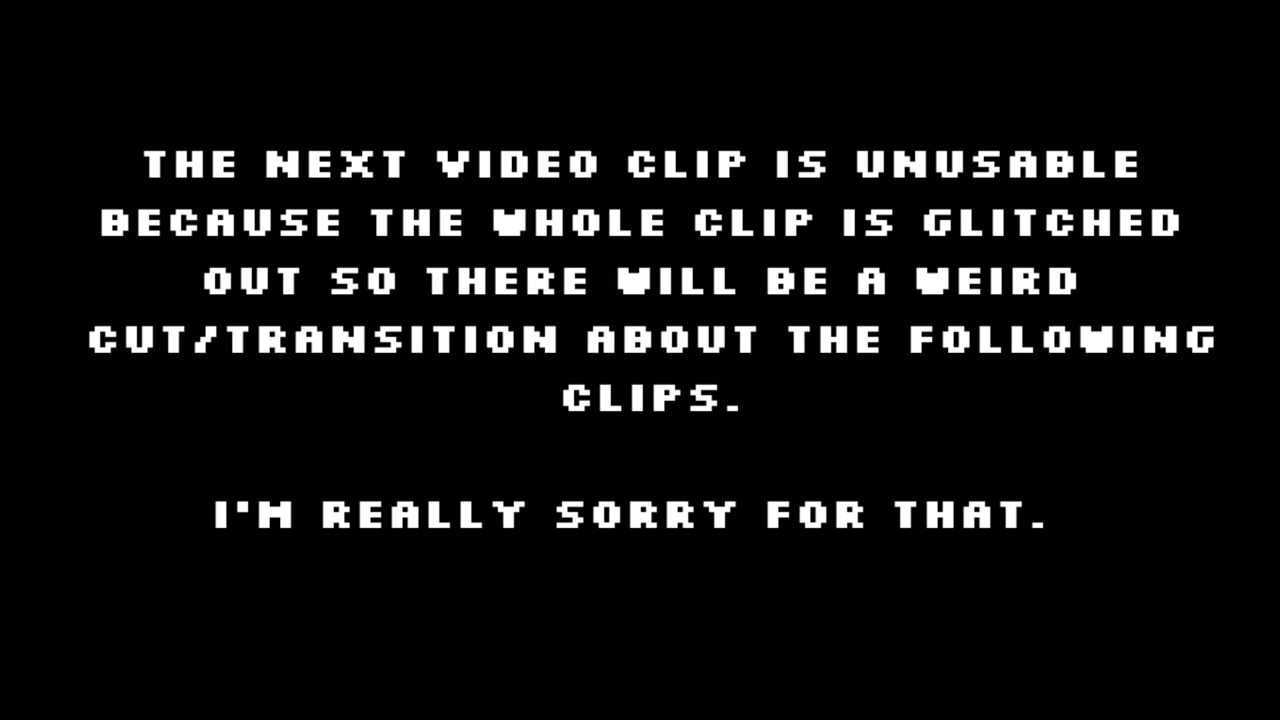 THE NEXT VIDEO CLIP IS UNUSABLE
BECAUSE THE WHOLE CLIP IS GLITCHED
OUT SO THERE WILL BE A WEIRD
CUT/TRANSITION ABOUT THE FOLLOWING
CLIPS.
I'M REALLY SORRY FOR THAT.